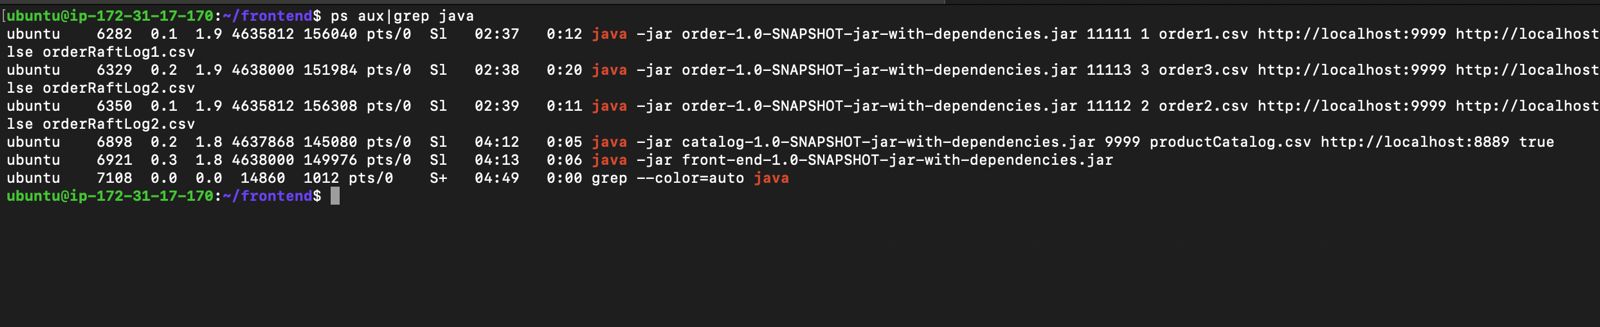 [ubuntu@ip-172-31-17-170:~/frontend$ ps aux|grep java
ubuntu 6282 0.1 1.9 4635812 156040 pts/0 Sl 02:37 0:12 java -jar order-1.0-SNAPSHOT-jar-with-dependencies.jar 11111 1 order1.csv http://localhost:9999 http://localhost:
lse orderRaftLog1.csv
ubuntu 6329 0.2 1.9 4638000 151984 pts/0 Sl 02:38 0:20 java -jar order-1.0-SNAPSHOT-jar-with-dependencies.jar 11113 3 order3.csv http://localhost:9999 http://localhost:
lse orderRaftLog2.csv
ubuntu 6350 0.1 1.9 4635812 156308 pts/0 Sl 02:39 0:11 java -jar order-1.0-SNAPSHOT-jar-with-dependencies.jar 11112 2 order2.csv http://localhost:9999 http://localhost:
lse orderRaftLog2.csv
ubuntu 6898 0.2 1.8 4637868 145080 pts/0 Sl 04:12 0:05 java -jar catalog-1.0-SNAPSHOT-jar-with-dependencies.jar 9999 productCatalog.csv http://localhost:8889 true
ubuntu 6921 0.3 1.8 4638000 149976 pts/0 Sl 04:13 0:06 java -jar front-end-1.0-SNAPSHOT-jar-with-dependencies.jar
ubuntu 7108 0.0 0.0 14860 1012 pts/0 S+ 04:49 0:00 grep --color=auto java
ubuntu@ip-172-31-17-170:~/frontend$